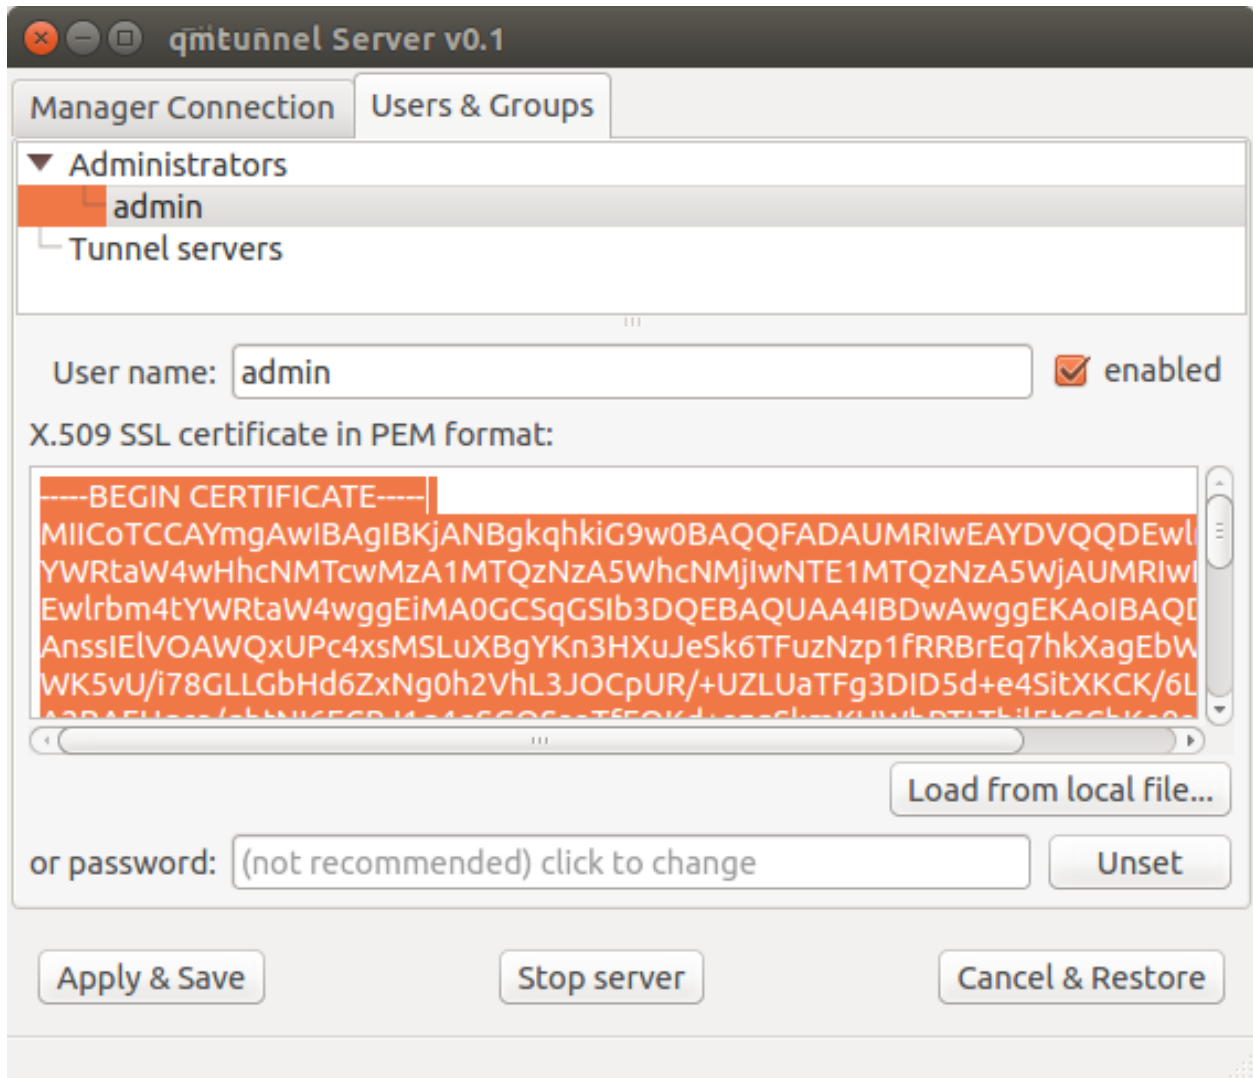 qmtunnel Server v0.1
Manager Connection
Users & Groups
Administrators
admin
Tunnel servers
User name:
admin
enabled
X.509 SSL certificate in PEM format:
-----BEGIN CERTIFICATE-----
MIICoTCCAYmgAwIBAgIBKjANBgkqhkiG9w0BAQQFADAUMRIwEAYDVQQDEwl
YWRtaW4wHhcNMTcwMzA1MTQzNzA5WhcNMjIwNTE1MTQzNzA5WjAUMRIw
Ewlrbm4tYWRtaW4wggEiMA0GCSqGSIb3DQEBAQUAA4IBDwAwggEKAoIBAQD
AnssIElVOAWQxUPc4xsMSLuXBgYKn3HXuJeSk6TFuzNzp1fRRBrEq7hkXagEbW
WK5vU/i78GLLGbHd6ZxNg0h2VhL3JOCpUR/+UZLUaTFg3DID5d+e4SitXKCK/6L
Load from local file...
or password:
(not recommended) click to change
Unset
Apply & Save
Stop server
Cancel & Restore